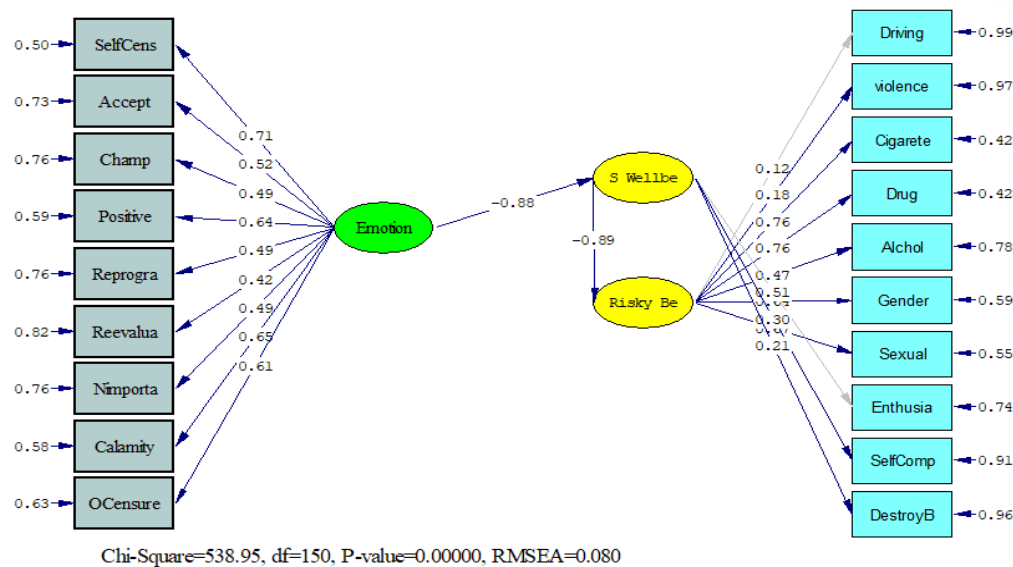 0.50
SelfCens
0.73
Accept
0.76
Champ
0.59
Positive
0.76
Reprogra
0.82
Reevalua
0.76
Nimporta
0.58
Calamity
0.63
OCensure
0.71
0.52
0.49
0.64
0.49
0.42
0.49
0.65
0.61
Emotion
-0.88
S Wellbe
-0.89
Risky Be
0.12
0.18
0.76
0.76
0.47
0.51
0.30
0.21
Driving
0.99
violence
0.97
Cigarete
0.42
Drug
0.42
Alchol
0.78
Gender
0.59
Sexual
0.55
Enthusia
0.74
SelfComp
0.91
DestroyB
0.96
Chi-Square=538.95, df=150, P-value=0.00000, RMSEA=0.080